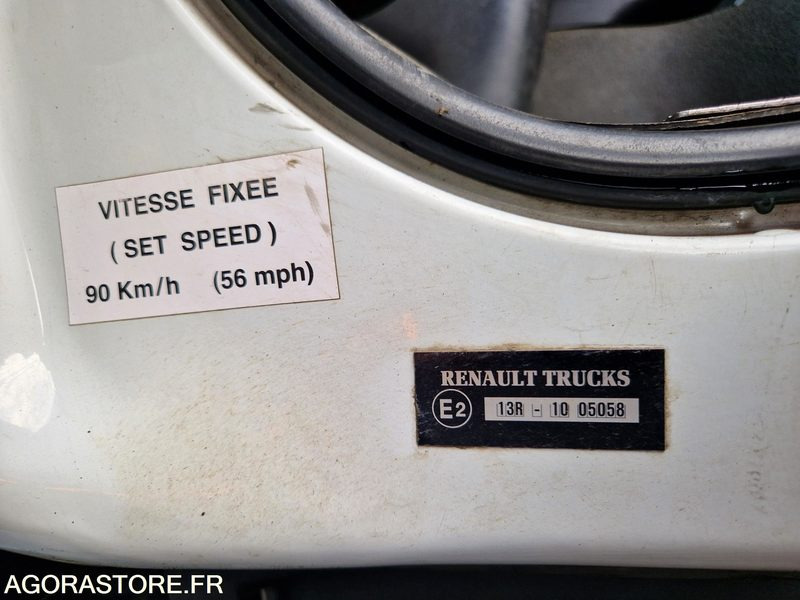 VITESSE FIXEE
(SET SPEED)
90 Km/h (56 mph)
RENAULT TRUCKS
E2 13R - 10 05058
AGORASTORE.FR